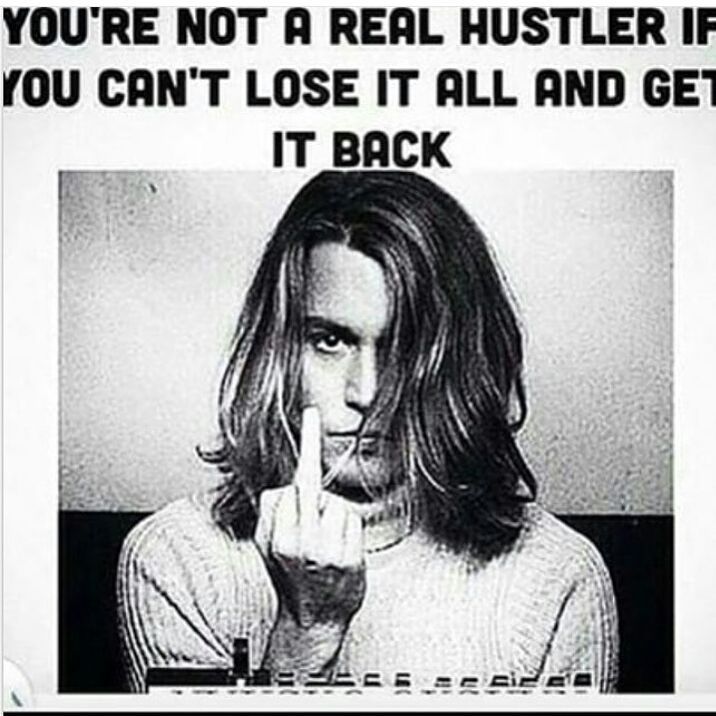 YOU'RE NOT A REAL HUSTLER IF
YOU CAN'T LOSE IT ALL AND GET
IT BACK